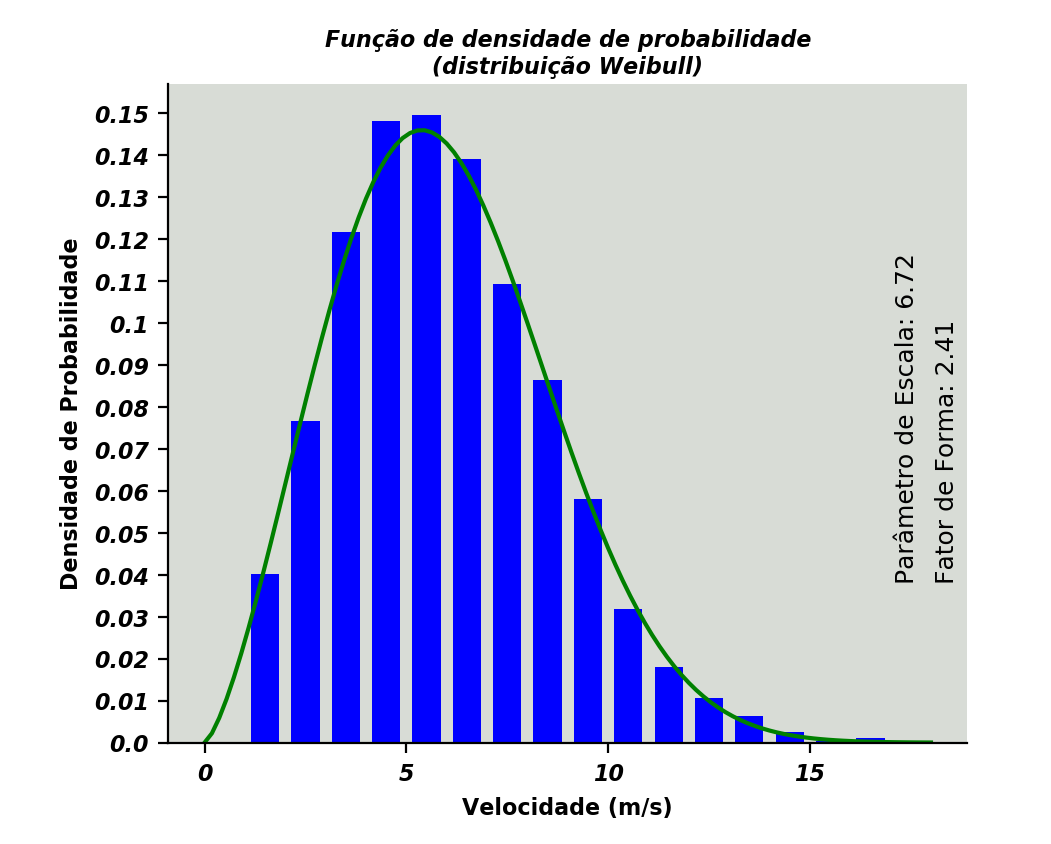 Função de densidade de probabilidade
(distribuição Weibull)
Densidade de Probabilidade
0.15
0.14
0.13
0.12
0.11
0.1
0.09
0.08
0.07
0.06
0.05
0.04
0.03
0.02
0.01
0.0
Parâmetro de Escala: 6.72
Fator de Forma: 2.41
0 5 10 15
Velocidade (m/s)